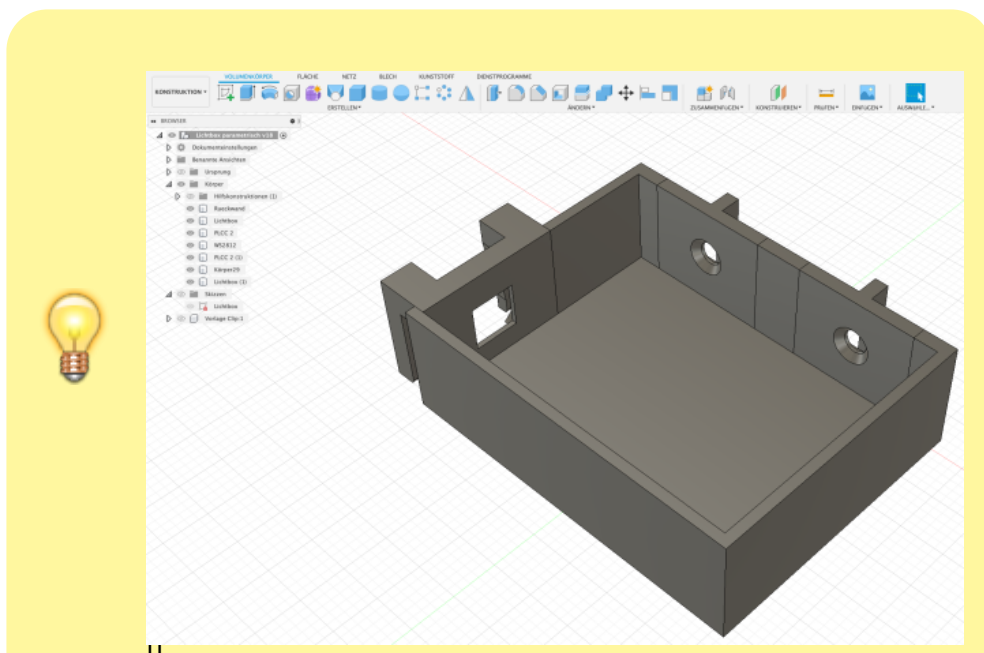 VOLUMENKÖRPER FLÄCHE NETZ BLECH KUNSTSTOFF DIENSTPROGRAMME
KONSTRUKTION
ERSTELLEN ÄNDERN ZUSAMMENFÜGEN KONSTRUIEREN PRÜFEN EINFÜGEN AUSWÄHLE...
BROWSER
Lichtbox parametrisch v18
Dokumenteinstellungen
Benannte Ansichten
Ursprung
Körper
Hilfskonstruktionen (1)
Rueckwand
Lichtbox
PLCC 2
WS2812
PLCC 2 (1)
Körper29
Lichtbox (1)
Skizzen
Lichtbox
Vorlage Clip:1